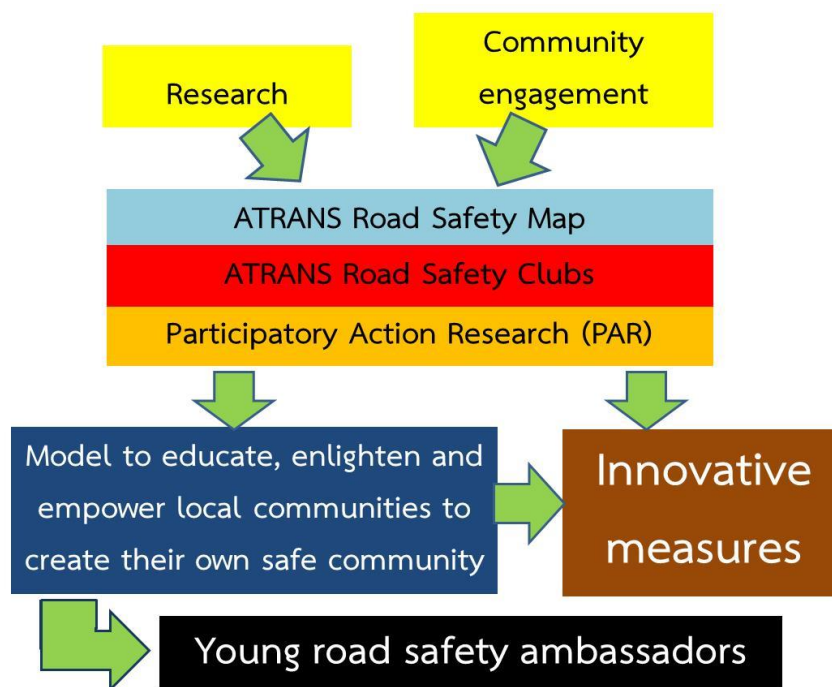 Research
Community
engagement
ATRANS Road Safety Map
ATRANS Road Safety Clubs
Participatory Action Research (PAR)
Model to educate, enlighten and
empower local communities to
create their own safe community
Innovative
measures
Young road safety ambassadors